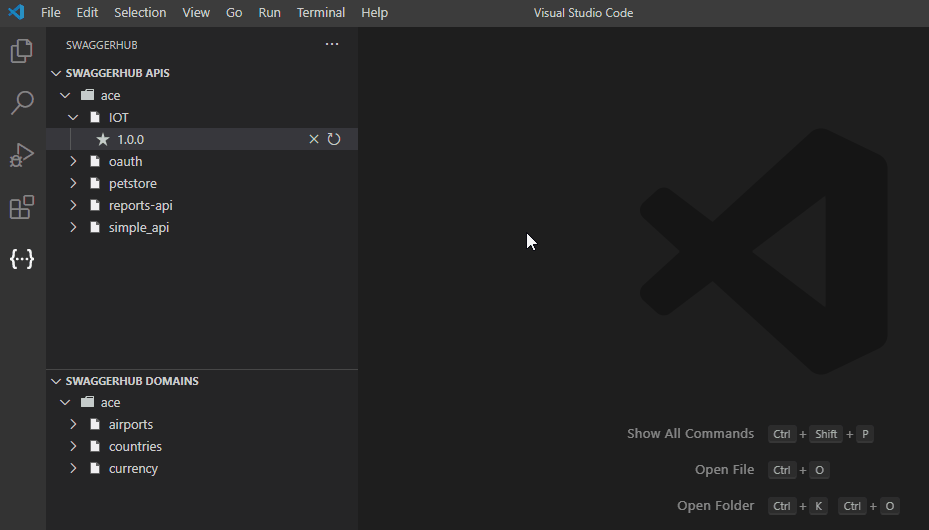 File Edit Selection View Go Run Terminal Help Visual Studio Code
SWAGGERHUB ...
SWAGGERHUB APIS
ace
IOT
1.0.0
oauth
petstore
reports-api
simple_api
SWAGGERHUB DOMAINS
ace
airports
countries
currency
Show All Commands Ctrl + Shift + P
Open File Ctrl + O
Open Folder Ctrl + K Ctrl + O